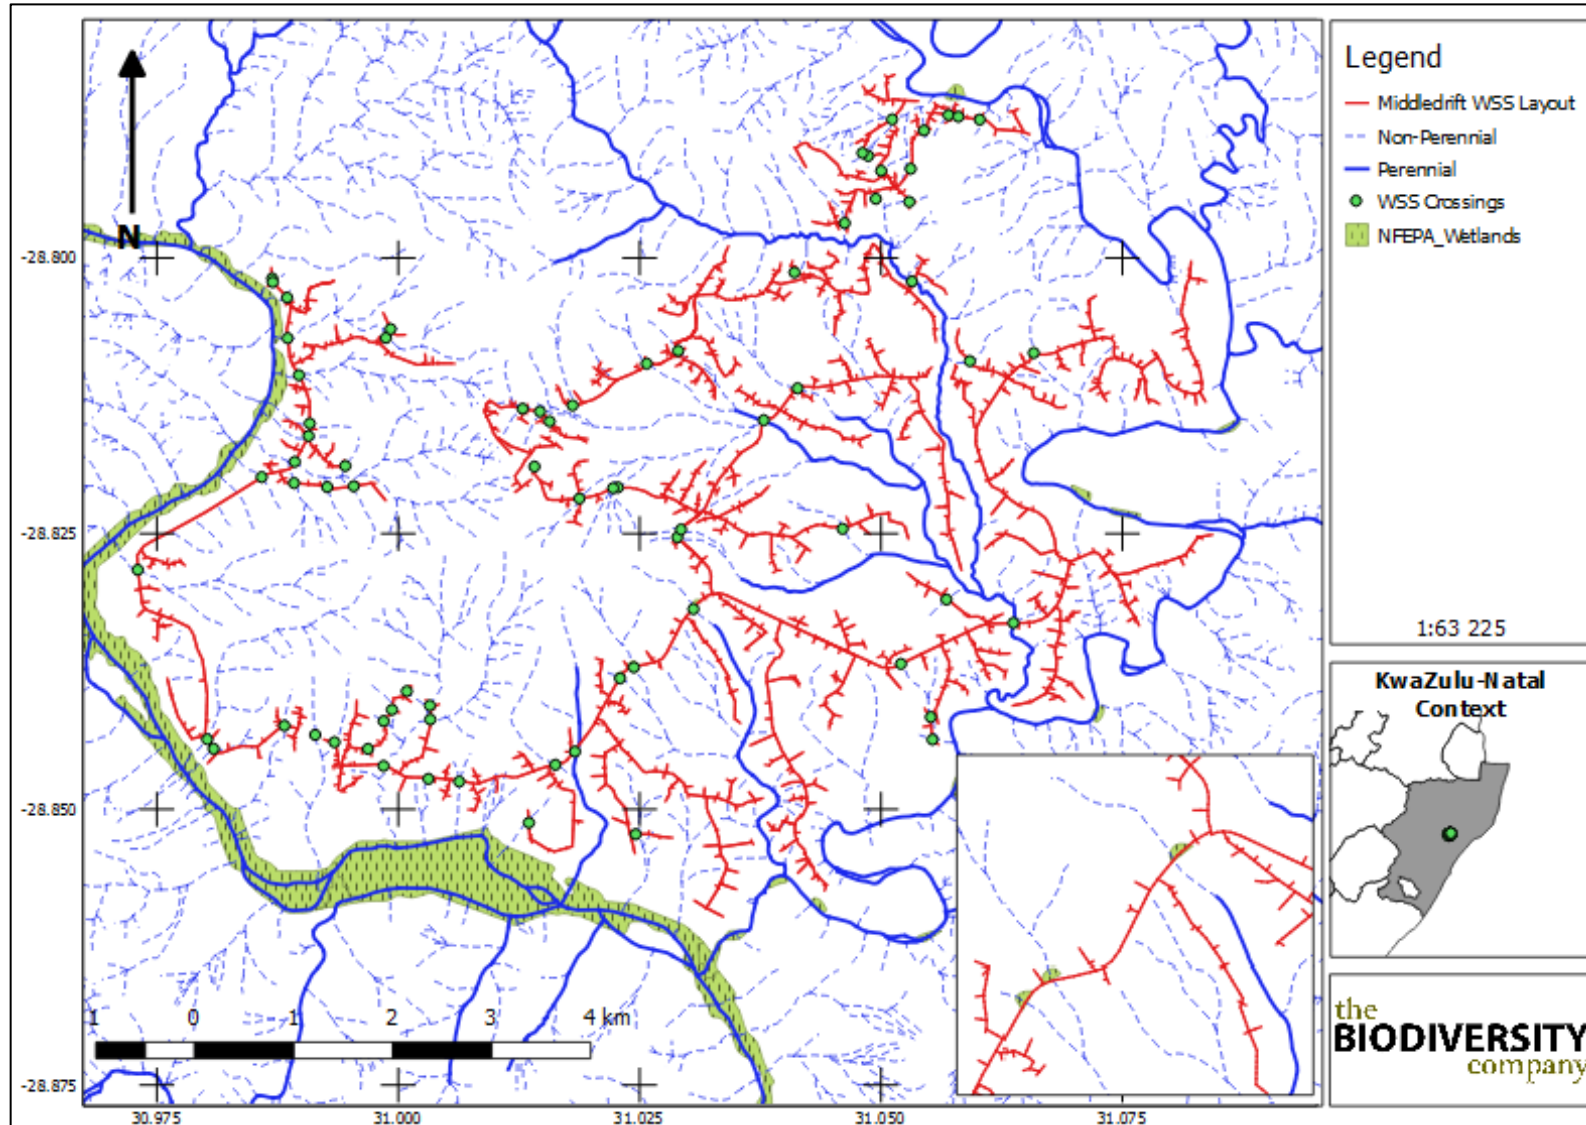 Legend
Middledrift WSS Layout
Non-Perennial
Perennial
WSS Crossings
NFEPA_Wetlands
1:63 225
KwaZulu-Natal
Context
the
BIODIVERSITY
company
N
-28.800
-28.825
-28.850
-28.875
1 0 1 2 3 4 km
30.975 31.000 31.025 31.050 31.075